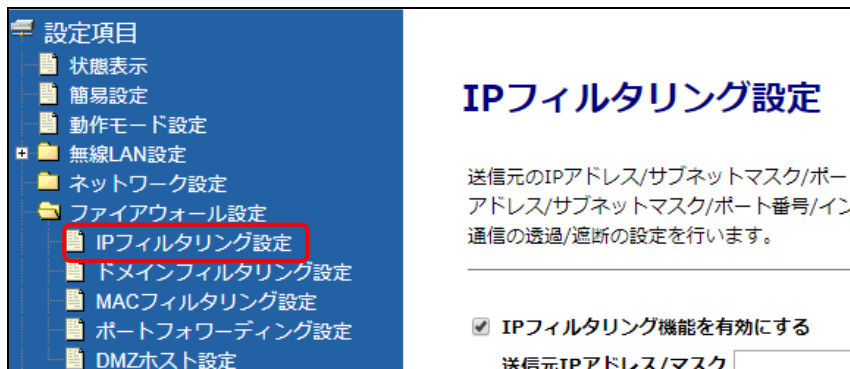 設定項目
状態表示
簡易設定
動作モード設定
無線LAN設定
ネットワーク設定
ファイアウォール設定
IPフィルタリング設定
ドメインフィルタリング設定
MACフィルタリング設定
ポートフォワーディング設定
DMZホスト設定
IPフィルタリング設定
送信元のIPアドレス/サブネットマスク/ポー
アドレス/サブネットマスク/ポート番号/イン
通信の透過/遮断の設定を行います。
IPフィルタリング機能を有効にする
送信元IPアドレス/マスク